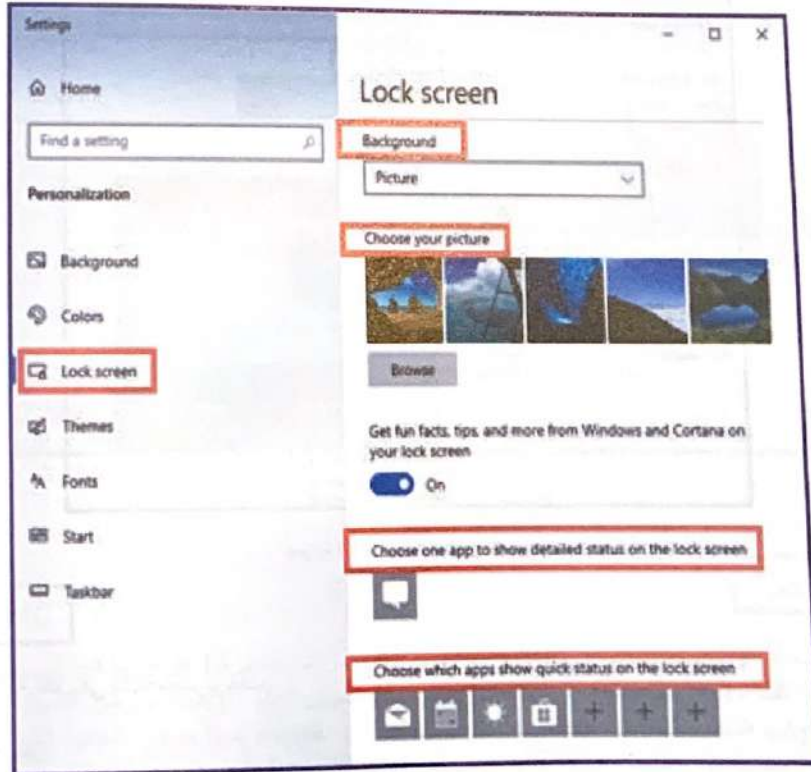 Settings
Home
Find a setting
Personalization
Background
Colors
Lock screen
Themes
Fonts
Start
Taskbar
Lock screen
Background
Picture
Choose your picture
Browse
Get fun facts, tips, and more from Windows and Cortana on
your lock screen
On
Choose one app to show detailed status on the lock screen
Choose which apps show quick status on the lock screen